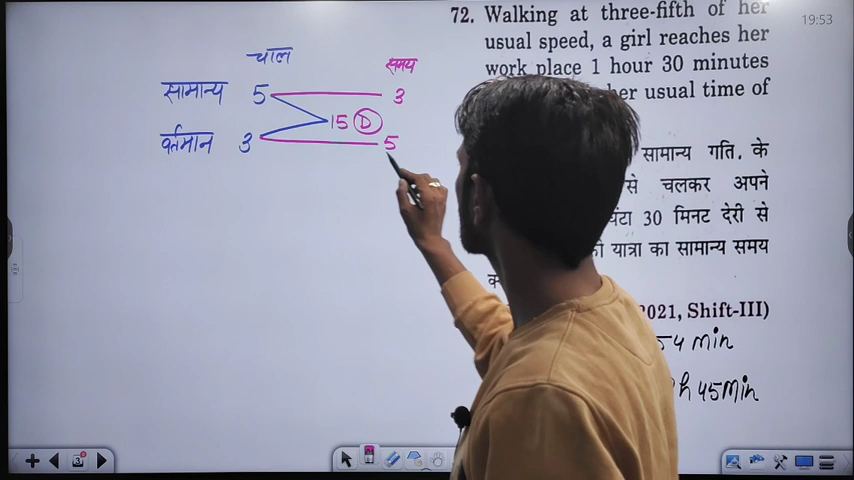 19:53
72. Walking at three-fifth of her
usual speed, a girl reaches her
work place 1 hour 30 minutes
her usual time of
सामान्य गति के
से चलकर अपने
घंटा 30 मिनट देरी से
की यात्रा का सामान्य समय
2021, Shift-III)
54 min
h 45 min
चाल समय
सामान्य 5 3
15 D
वर्तमान 3 5
3